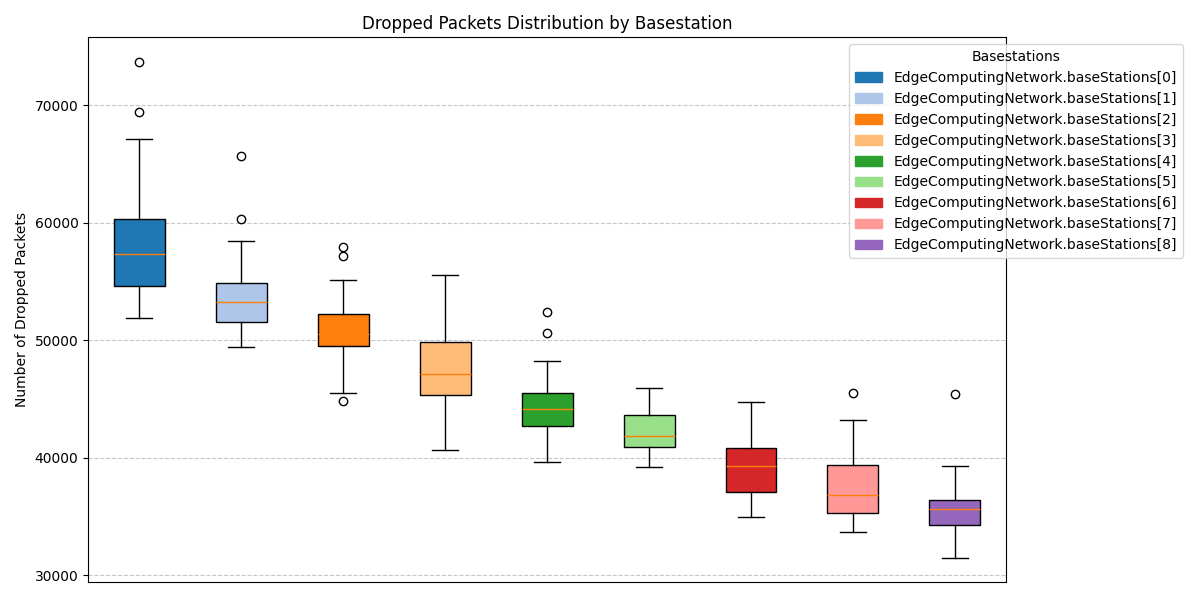 Dropped Packets Distribution by Basestation
Number of Dropped Packets
70000
60000
50000
40000
30000
Basestations
EdgeComputingNetwork.baseStations[0]
EdgeComputingNetwork.baseStations[1]
EdgeComputingNetwork.baseStations[2]
EdgeComputingNetwork.baseStations[3]
EdgeComputingNetwork.baseStations[4]
EdgeComputingNetwork.baseStations[5]
EdgeComputingNetwork.baseStations[6]
EdgeComputingNetwork.baseStations[7]
EdgeComputingNetwork.baseStations[8]